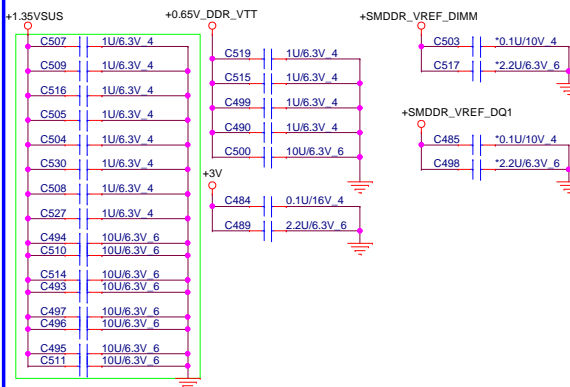 +1.35VSUS
C507 1U/6.3V_4
C509 1U/6.3V_4
C516 1U/6.3V_4
C505 1U/6.3V_4
C504 1U/6.3V_4
C530 1U/6.3V_4
C508 1U/6.3V_4
C527 1U/6.3V_4
C494 10U/6.3V_6
C510 10U/6.3V_6
C514 10U/6.3V_6
C493 10U/6.3V_6
C497 10U/6.3V_6
C496 10U/6.3V_6
C495 10U/6.3V_6
C511 10U/6.3V_6
+0.65V_DDR_VTT
C519 1U/6.3V_4
C515 1U/6.3V_4
C499 1U/6.3V_4
C490 1U/6.3V_4
C500 10U/6.3V_6
+3V
C484 0.1U/16V_4
C489 2.2U/6.3V_6
+SMDDR_VREF_DIMM
C503 *0.1U/10V_4
C517 *2.2U/6.3V_6
+SMDDR_VREF_DQ1
C485 *0.1U/10V_4
C498 *2.2U/6.3V_6